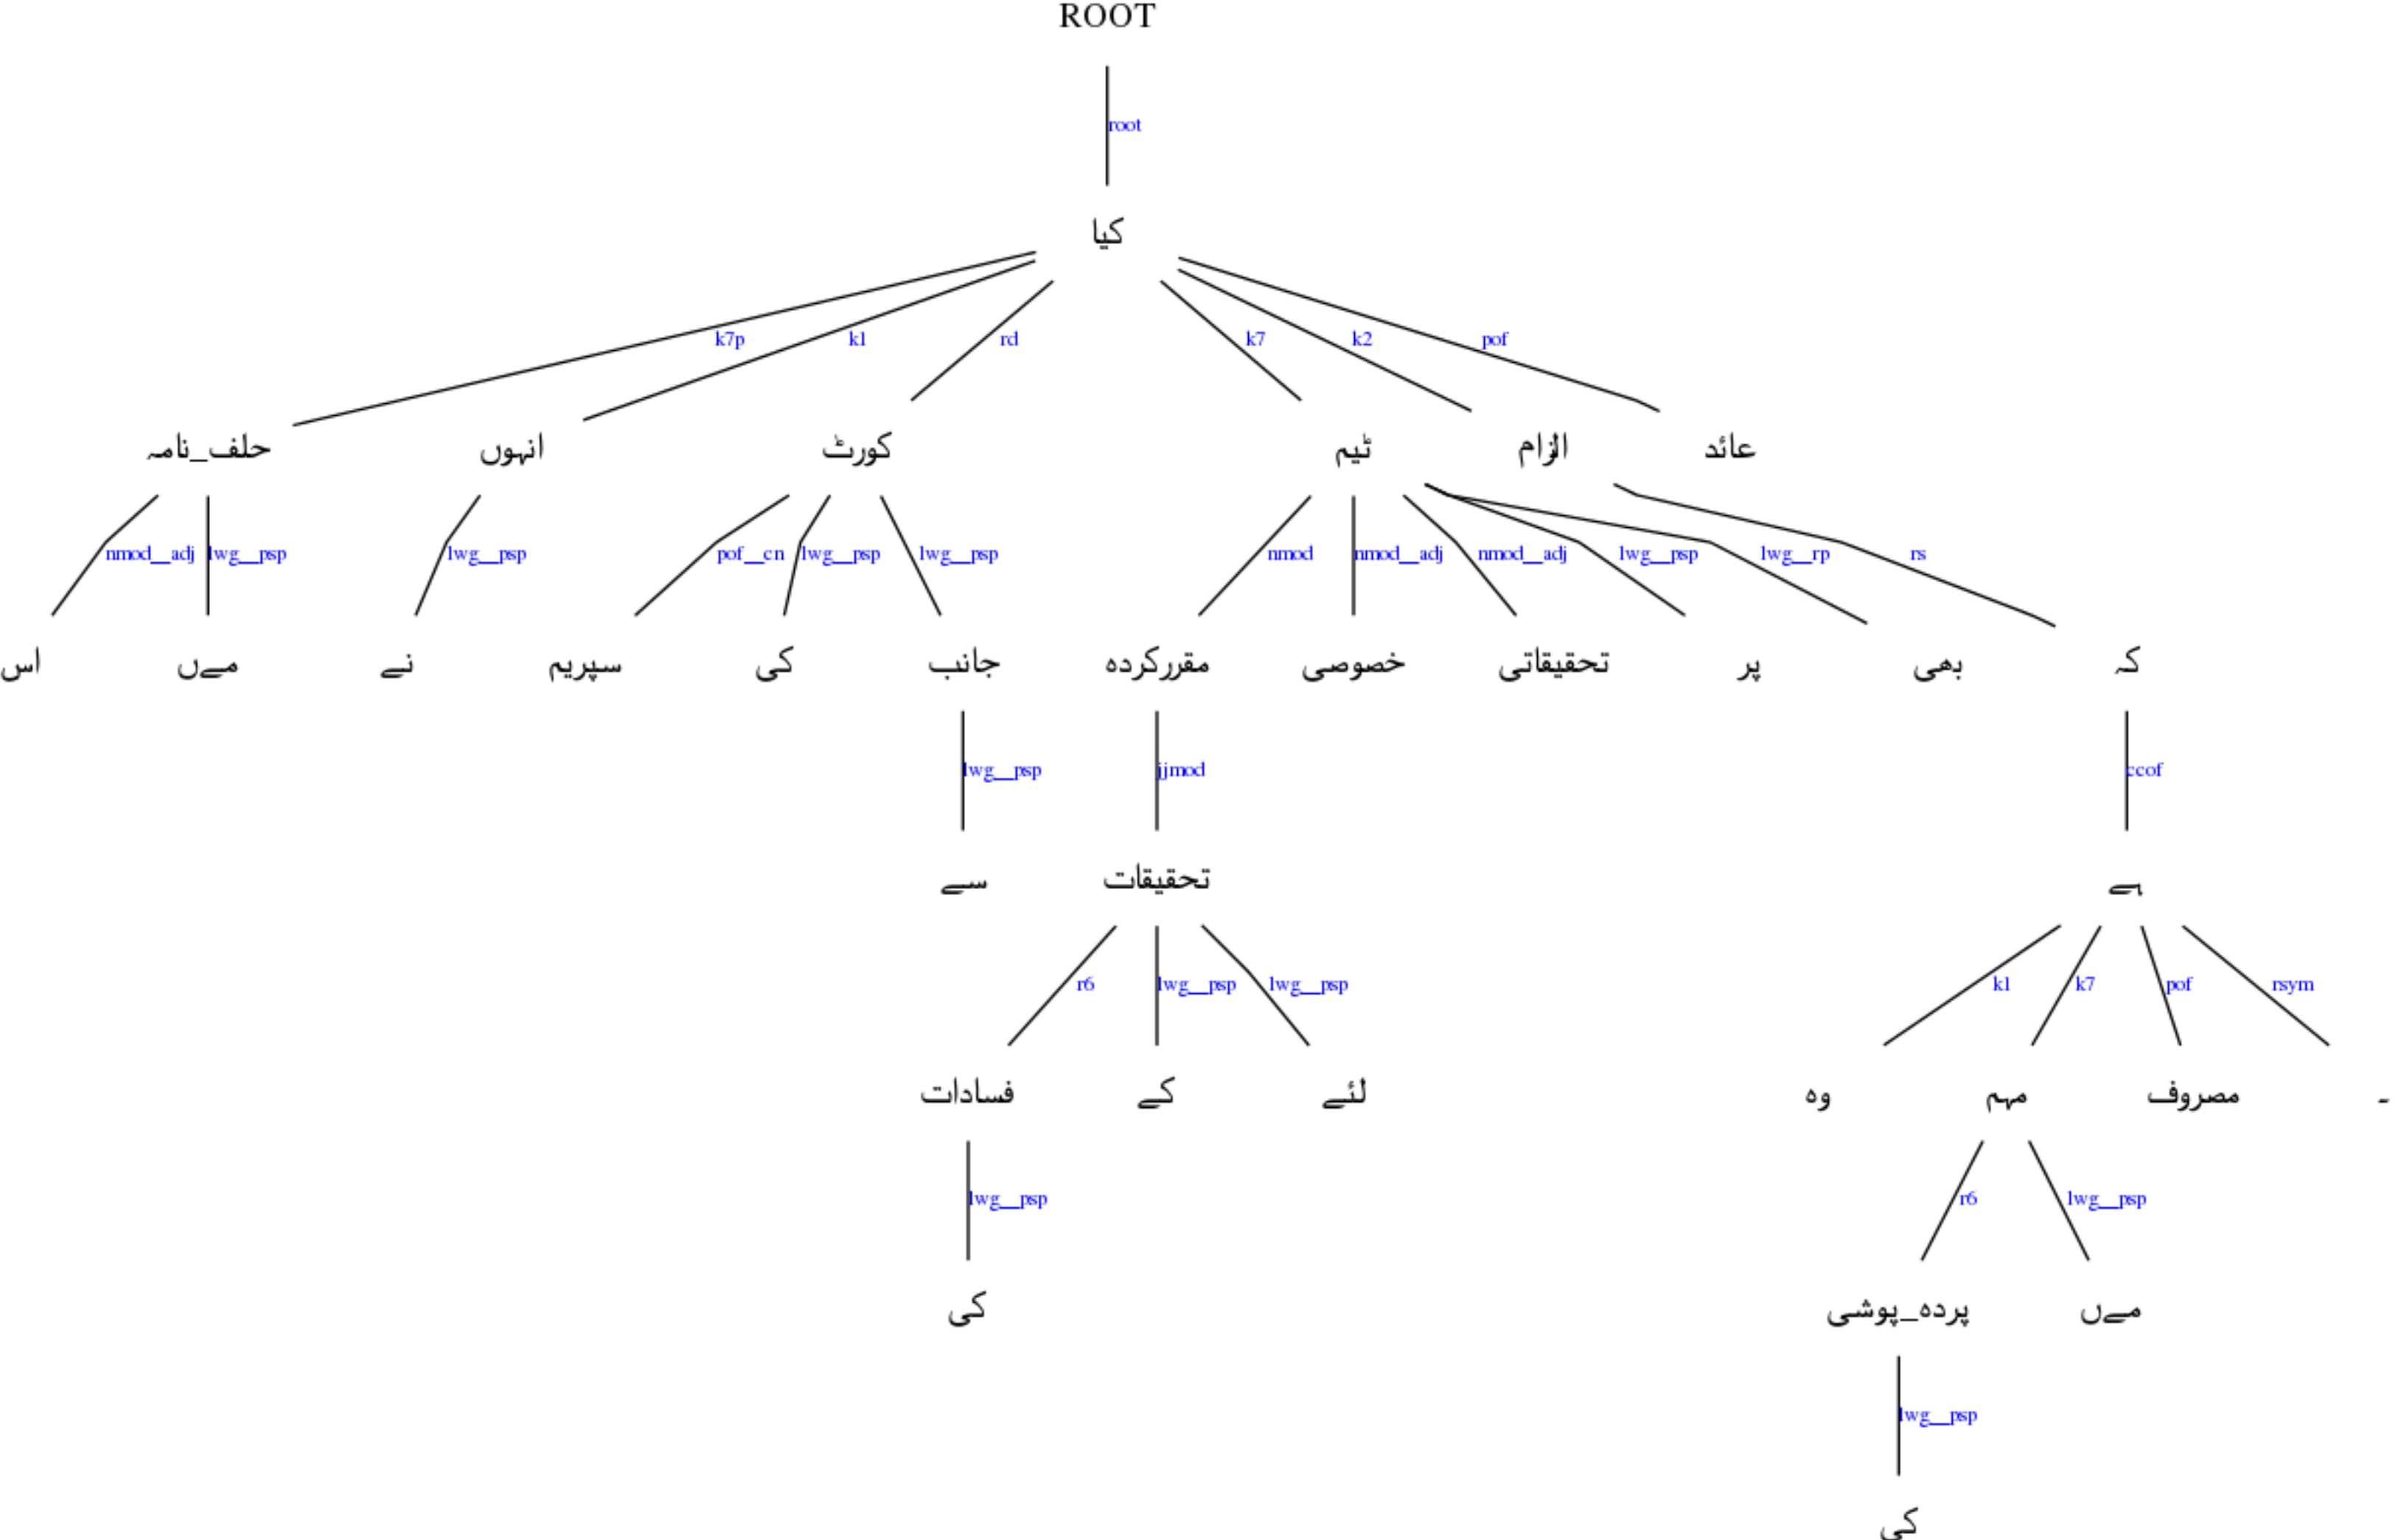 ROOT
root
کیا
k7p k1 rd k7 k2 pof
حلف_نامہ انہوں کورٹ ٹیم الزام عائد
nmod__adj lwg__psp lwg__psp pof__cn lwg__psp lwg__psp nmod nmod__adj nmod__adj lwg__psp lwg__rp rs
اس میں نے سپریم کی جانب مقررکردہ خصوصی تحقیقاتی پر بھی کہ
lwg__psp jjmod ccof
سے تحقیقات ہے
r6 lwg__psp lwg__psp k1 k7 pof rsym
فسادات کے لئے وہ مہم مصروف ۔
lwg__psp r6 lwg__psp
کی پردہ_پوشی میں
lwg__psp
کی